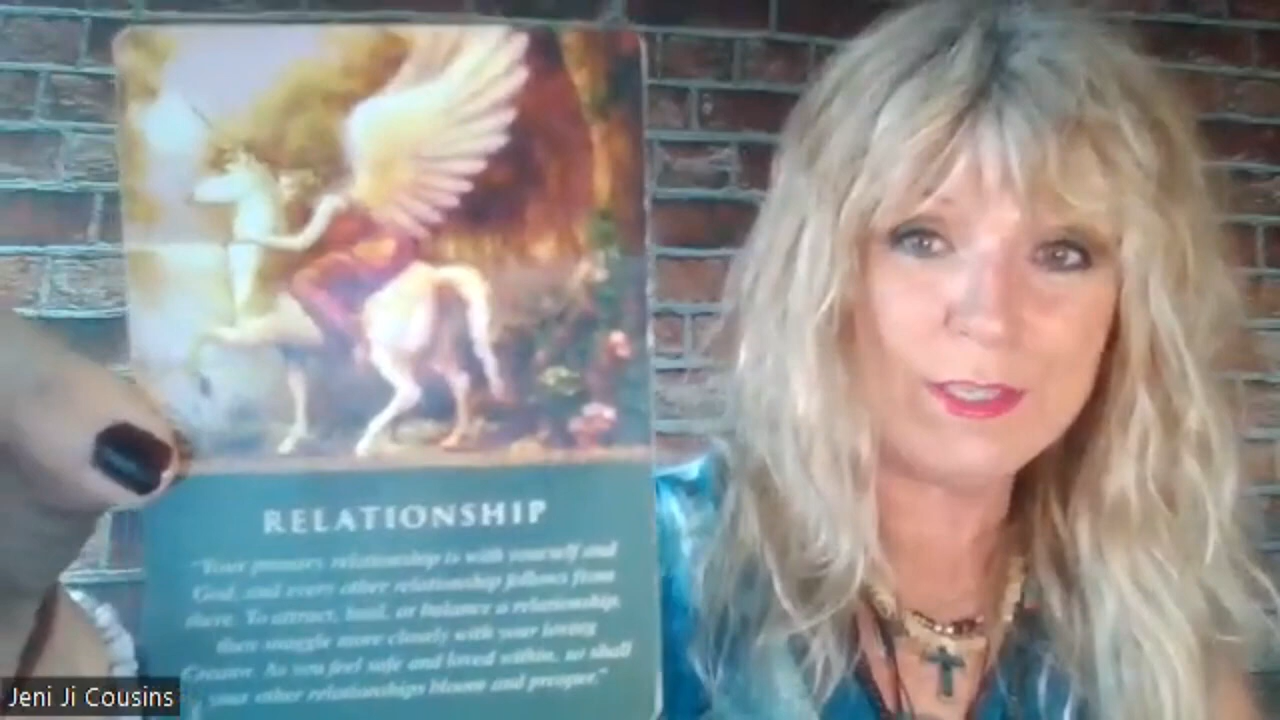 RELATIONSHIP
"Your primary relationship is with yourself and
God, and every other relationship follows from
there. To attract, heal, or balance a relationship,
then snuggle more closely with your loving
Creator. As you feel safe and loved within, so shall
your other relationships bloom and prosper."
Jeni Ji Cousins